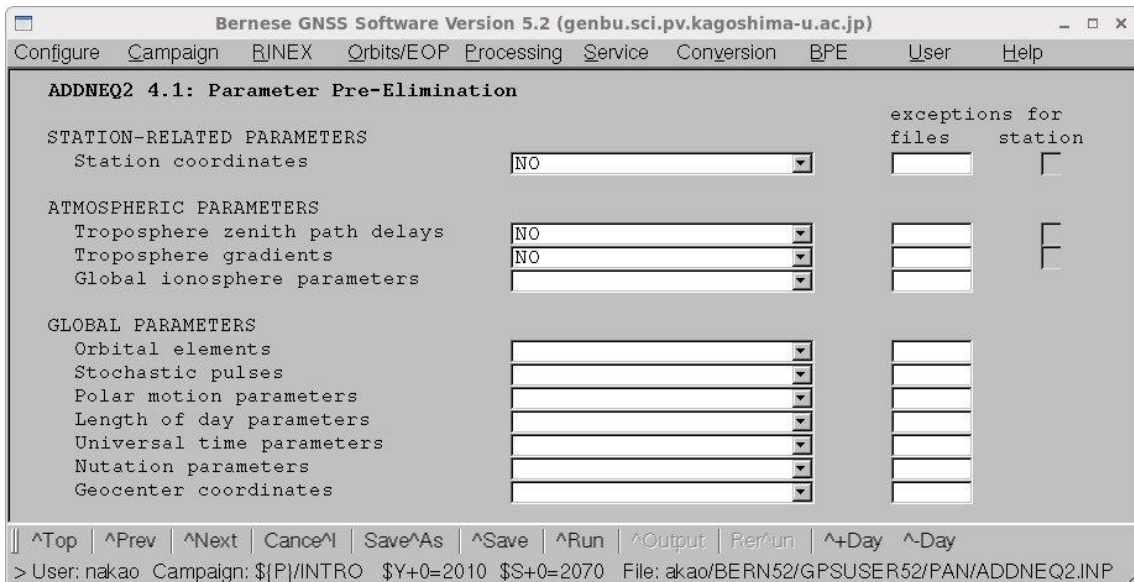 Bernese GNSS Software Version 5.2 (genbu.sci.pv.kagoshima-u.ac.jp)
Configure Campaign RINEX Orbits/EOP Processing Service Conversion BPE User Help
ADDNEQ2 4.1: Parameter Pre-Elimination
exceptions for
STATION-RELATED PARAMETERS files station
Station coordinates NO
ATMOSPHERIC PARAMETERS
Troposphere zenith path delays NO
Troposphere gradients NO
Global ionosphere parameters
GLOBAL PARAMETERS
Orbital elements
Stochastic pulses
Polar motion parameters
Length of day parameters
Universal time parameters
Nutation parameters
Geocenter coordinates
^Top | ^Prev | ^Next | Cance^l | Save^As | ^Save | ^Run | ^Output | Rer^un | ^+Day ^-Day
> User: nakao Campaign: ${P}/INTRO $Y+0=2010 $S+0=2070 File: akao/BERN52/GPSUSER52/PAN/ADDNEQ2.INP